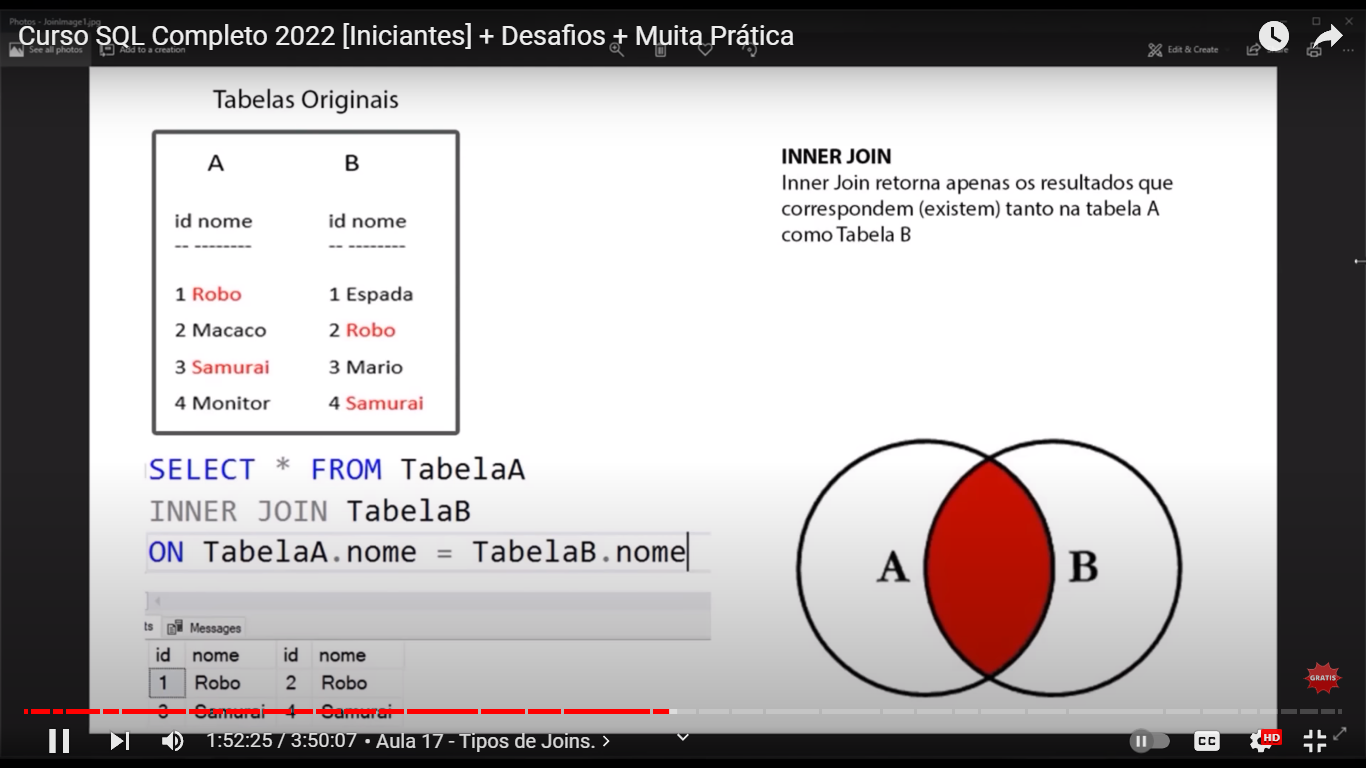 Photos - JoinImage1.jpg
Curso SQL Completo 2022 [Iniciantes] + Desafios + Muita Prática
See all photos
Add to a creation
Edit & Create
Tabelas Originais
A B
id nome id nome
-- -------- -- --------
1 Robo 1 Espada
2 Macaco 2 Robo
3 Samurai 3 Mario
4 Monitor 4 Samurai
INNER JOIN
Inner Join retorna apenas os resultados que
correspondem (existem) tanto na tabela A
como Tabela B
SELECT * FROM TabelaA
INNER JOIN TabelaB
ON TabelaA.nome = TabelaB.nome
A B
ts Messages
id nome id nome
1 Robo 2 Robo
3 Samurai 4 Samurai
GRATIS
1:52:25 / 3:50:07 • Aula 17 - Tipos de Joins.
CC
HD